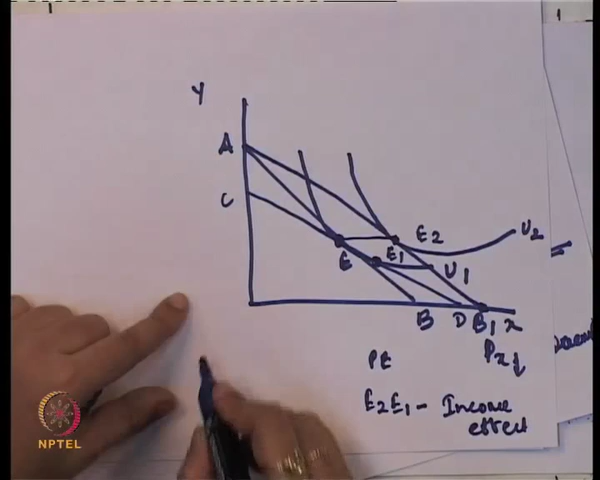 Y
A
C
E2
E
E1
U2
U1
B
D
B1
x
Px↓
PE
E2E1 - Income
effect
NPTEL